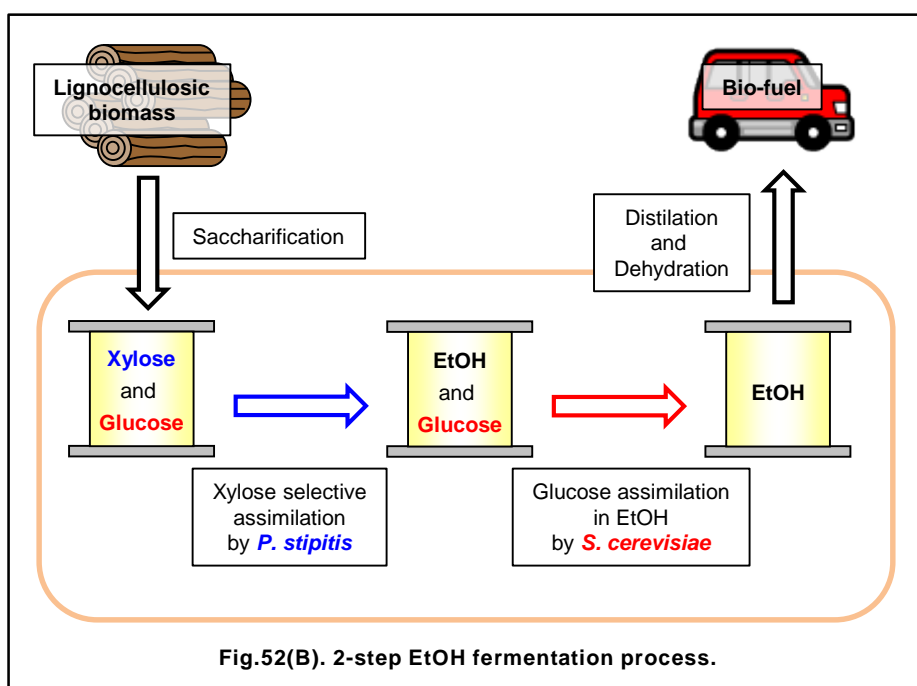 Lignocellulosic
biomass
Bio-fuel
Saccharification
Distilation
and
Dehydration
Xylose
and
Glucose
EtOH
and
Glucose
EtOH
Xylose selective
assimilation
by P. stipitis
Glucose assimilation
in EtOH
by S. cerevisiae
Fig.52(B). 2-step EtOH fermentation process.